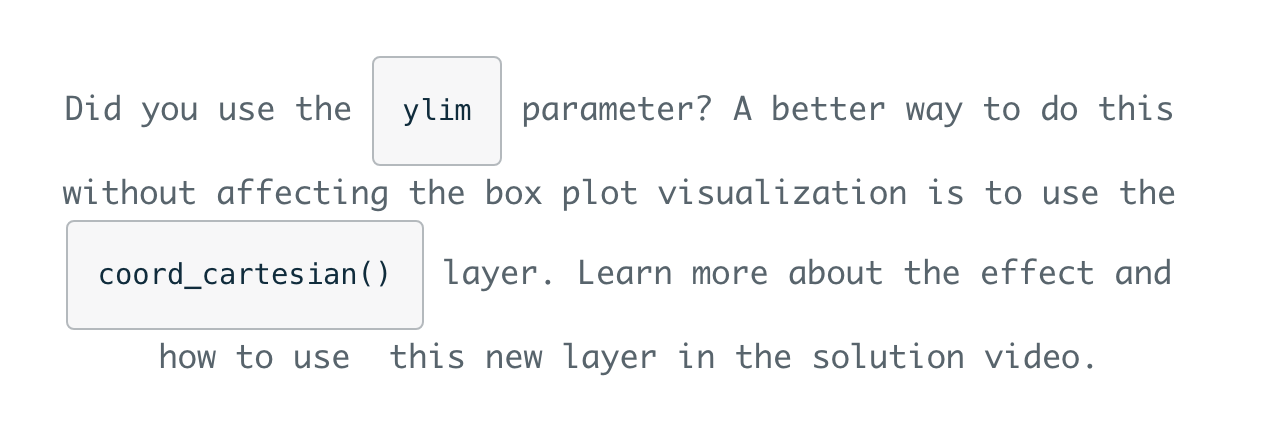 Did you use the ylim parameter? A better way to do this
without affecting the box plot visualization is to use the
coord_cartesian() layer. Learn more about the effect and
how to use  this new layer in the solution video.